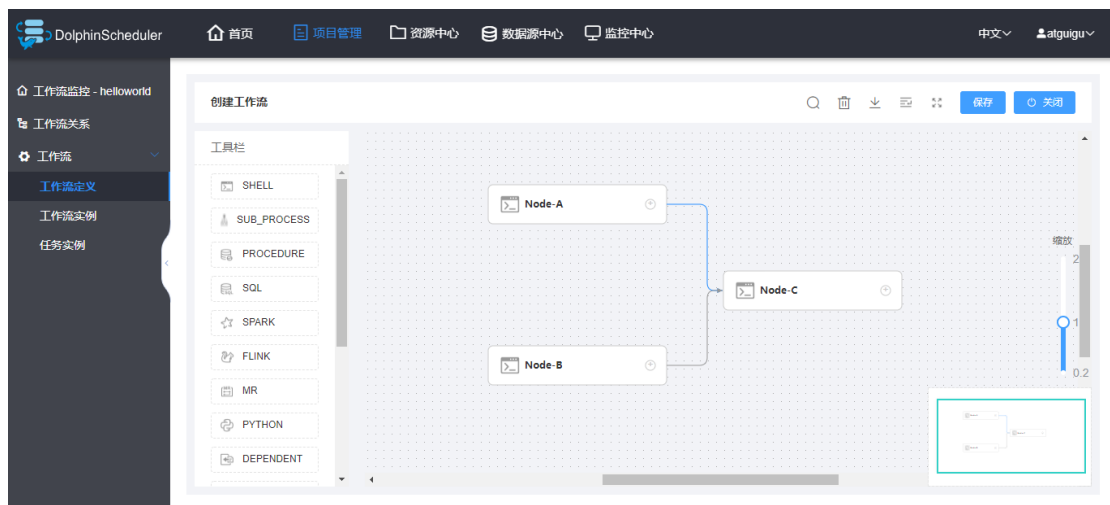 DolphinScheduler 首页 项目管理 资源中心 数据源中心 监控中心 中文 atguigu
工作流监控 - helloworld
工作流关系
工作流
工作流定义
工作流实例
任务实例
创建工作流 保存 关闭
工具栏
SHELL
SUB_PROCESS
PROCEDURE
SQL
SPARK
FLINK
MR
PYTHON
DEPENDENT
Node-A
Node-C
Node-B
缩放
2
1
0.2